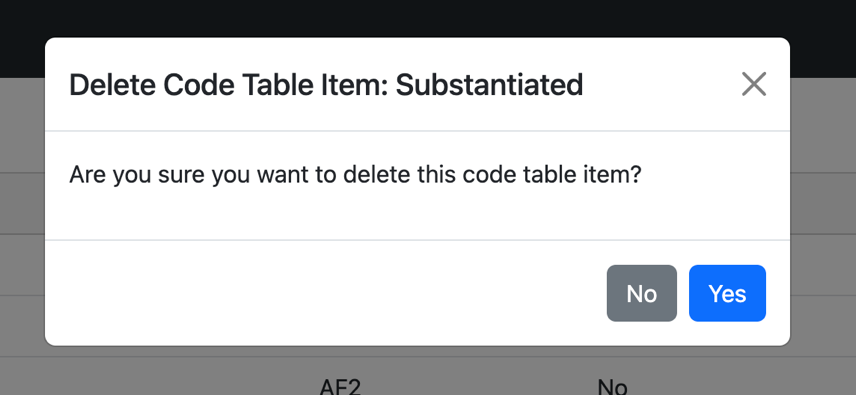 Delete Code Table Item: Substantiated
Are you sure you want to delete this code table item?
No Yes
AF2 No